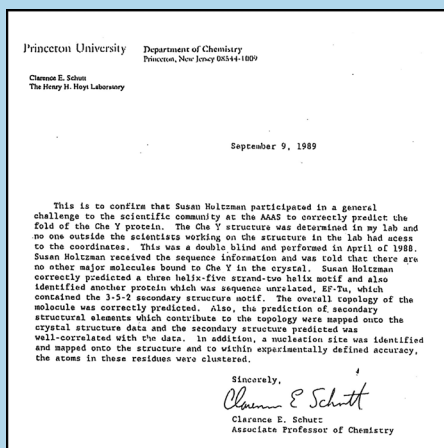 Princeton University
Department of Chemistry
Princeton, New Jersey 08544-1009
Clarence E. Schutt
The Henry H. Hoyt Laboratory
September 9, 1989
This is to confirm that Susan Holtzman participated in a general
challenge to the scientific community at the AAAS to correctly predict the
fold of the Che Y protein. The Che Y structure was determined in my lab and
no one outside the scientists working on the structure in the lab had acess
to the coordinates. This was a double blind and performed in April of 1988.
Susan Holtzman received the sequence information and was told that there are
no other major molecules bound to Che Y in the crystal. Susan Holtzman
correctly predicted a three helix-five strand-two helix motif and also
identified another protein which was sequence unrelated, EF-Tu, which
contained the 3-5-2 secondary structure motif. The overall topology of the
molecule was correctly predicted. Also, the prediction of secondary
structural elements which contribute to the topology were mapped onto the
crystal structure data and the secondary structure predicted was
well-correlated with the data. In addition, a nucleation site was identified
and mapped onto the structure and to within experimentally defined accuracy,
the atoms in these residues were clustered.
Sincerely,
Clarence E Schutt
Clarence E. Schutt
Associate Professor of Chemistry